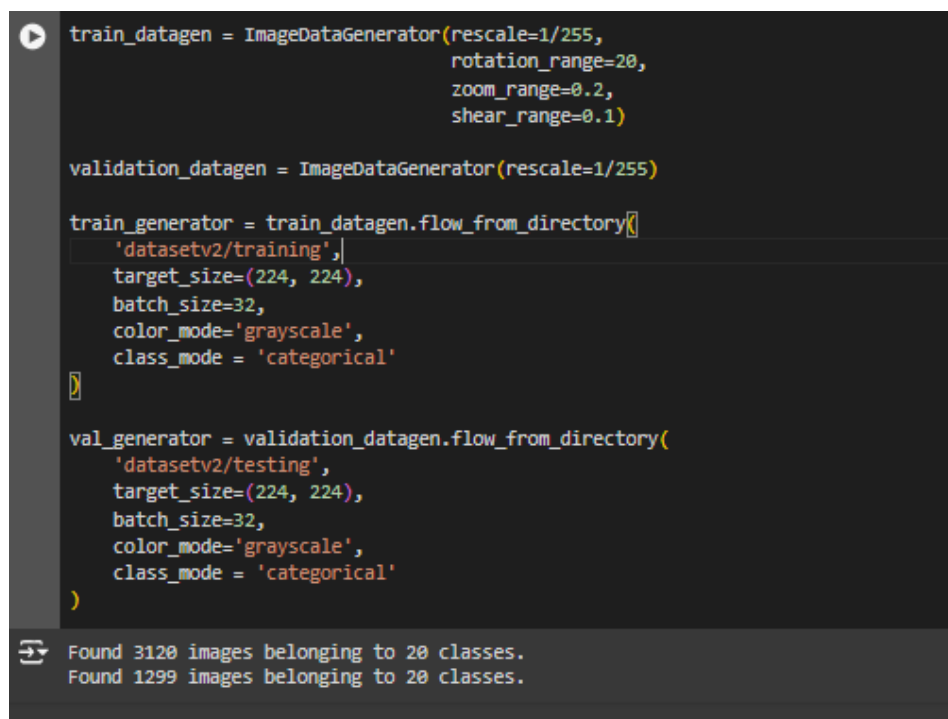 train_datagen = ImageDataGenerator(rescale=1/255,
rotation_range=20,
zoom_range=0.2,
shear_range=0.1)
validation_datagen = ImageDataGenerator(rescale=1/255)
train_generator = train_datagen.flow_from_directory(
'datasetv2/training',
target_size=(224, 224),
batch_size=32,
color_mode='grayscale',
class_mode = 'categorical'
)
val_generator = validation_datagen.flow_from_directory(
'datasetv2/testing',
target_size=(224, 224),
batch_size=32,
color_mode='grayscale',
class_mode = 'categorical'
)
Found 3120 images belonging to 20 classes.
Found 1299 images belonging to 20 classes.